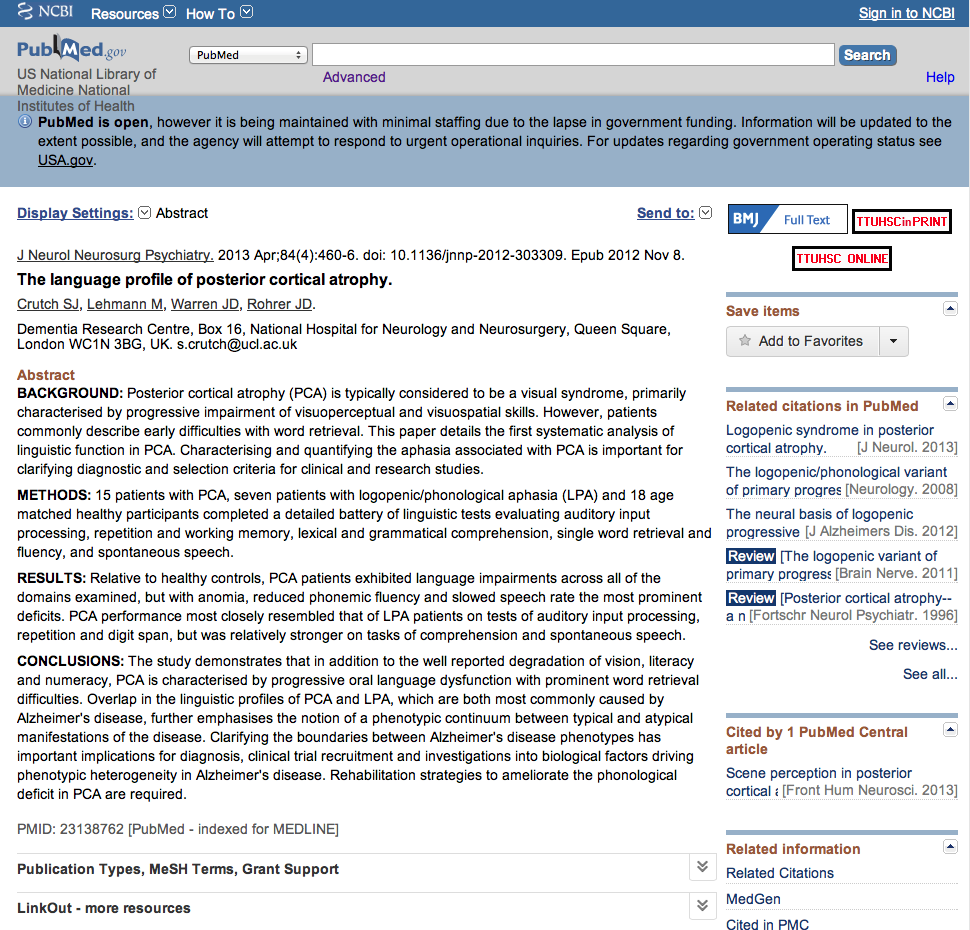 NCBI Resources How To Sign in to NCBI
PubMed.gov
US National Library of
Medicine National
Institutes of Health
PubMed
Search
Advanced
Help
PubMed is open, however it is being maintained with minimal staffing due to the lapse in government funding. Information will be updated to the
extent possible, and the agency will attempt to respond to urgent operational inquiries. For updates regarding government operating status see
USA.gov.
Display Settings: Abstract
Send to:
J Neurol Neurosurg Psychiatry. 2013 Apr;84(4):460-6. doi: 10.1136/jnnp-2012-303309. Epub 2012 Nov 8.
The language profile of posterior cortical atrophy.
Crutch SJ, Lehmann M, Warren JD, Rohrer JD.
Dementia Research Centre, Box 16, National Hospital for Neurology and Neurosurgery, Queen Square,
London WC1N 3BG, UK. s.crutch@ucl.ac.uk
Abstract
BACKGROUND: Posterior cortical atrophy (PCA) is typically considered to be a visual syndrome, primarily
characterised by progressive impairment of visuoperceptual and visuospatial skills. However, patients
commonly describe early difficulties with word retrieval. This paper details the first systematic analysis of
linguistic function in PCA. Characterising and quantifying the aphasia associated with PCA is important for
clarifying diagnostic and selection criteria for clinical and research studies.
METHODS: 15 patients with PCA, seven patients with logopenic/phonological aphasia (LPA) and 18 age
matched healthy participants completed a detailed battery of linguistic tests evaluating auditory input
processing, repetition and working memory, lexical and grammatical comprehension, single word retrieval and
fluency, and spontaneous speech.
RESULTS: Relative to healthy controls, PCA patients exhibited language impairments across all of the
domains examined, but with anomia, reduced phonemic fluency and slowed speech rate the most prominent
deficits. PCA performance most closely resembled that of LPA patients on tests of auditory input processing,
repetition and digit span, but was relatively stronger on tasks of comprehension and spontaneous speech.
CONCLUSIONS: The study demonstrates that in addition to the well reported degradation of vision, literacy
and numeracy, PCA is characterised by progressive oral language dysfunction with prominent word retrieval
difficulties. Overlap in the linguistic profiles of PCA and LPA, which are both most commonly caused by
Alzheimer's disease, further emphasises the notion of a phenotypic continuum between typical and atypical
manifestations of the disease. Clarifying the boundaries between Alzheimer's disease phenotypes has
important implications for diagnosis, clinical trial recruitment and investigations into biological factors driving
phenotypic heterogeneity in Alzheimer's disease. Rehabilitation strategies to ameliorate the phonological
deficit in PCA are required.
PMID: 23138762 [PubMed - indexed for MEDLINE]
Publication Types, MeSH Terms, Grant Support
LinkOut - more resources
BMJ Full Text
TTUHSCinPRINT
TTUHSC ONLINE
Save items
Add to Favorites
Related citations in PubMed
Logopenic syndrome in posterior
cortical atrophy. [J Neurol. 2013]
The logopenic/phonological variant
of primary progres [Neurology. 2008]
The neural basis of logopenic
progressive [J Alzheimers Dis. 2012]
Review [The logopenic variant of
primary progress [Brain Nerve. 2011]
Review [Posterior cortical atrophy--
a n [Fortschr Neurol Psychiatr. 1996]
See reviews...
See all...
Cited by 1 PubMed Central
article
Scene perception in posterior
cortical a [Front Hum Neurosci. 2013]
Related information
Related Citations
MedGen
Cited in PMC